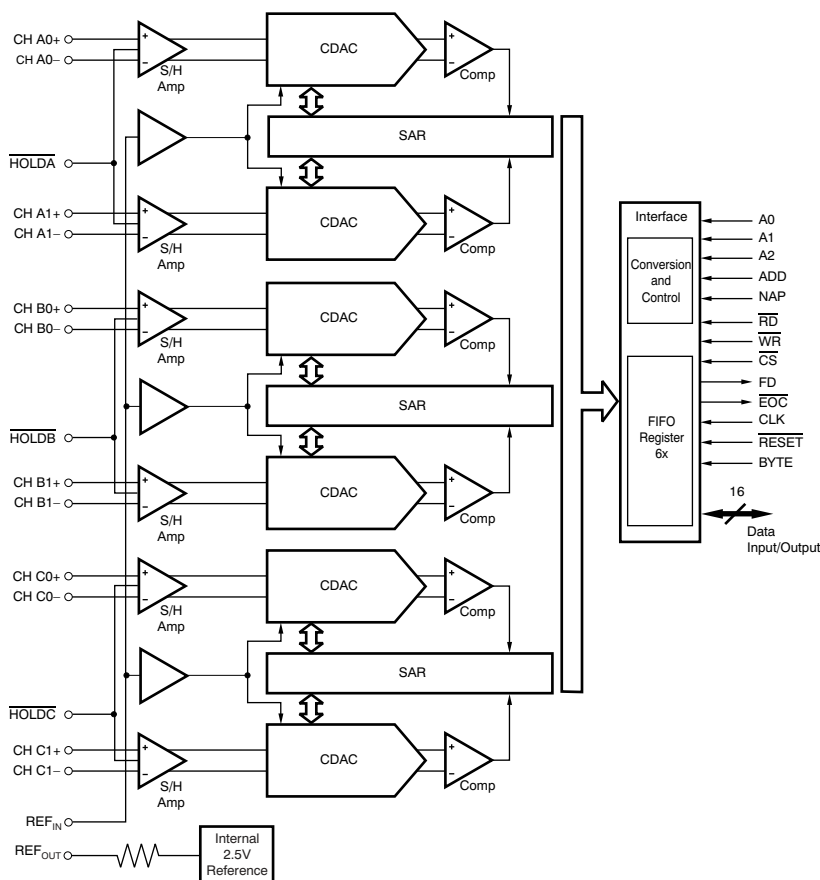 CH A0+
CH A0−
+
−
S/H
Amp
CDAC
+
−
Comp
SAR
HOLDA
CH A1+
CH A1−
+
−
S/H
Amp
CDAC
+
−
Comp
CH B0+
CH B0−
+
−
S/H
Amp
CDAC
+
−
Comp
SAR
HOLDB
CH B1+
CH B1−
+
−
S/H
Amp
CDAC
+
−
Comp
CH C0+
CH C0−
+
−
S/H
Amp
CDAC
+
−
Comp
SAR
HOLDC
CH C1+
CH C1−
+
−
S/H
Amp
CDAC
+
−
Comp
REFIN
REFOUT
Internal
2.5V
Reference
Interface
Conversion
and
Control
FIFO
Register
6x
A0
A1
A2
ADD
NAP
RD
WR
CS
FD
EOC
CLK
RESET
BYTE
16
Data
Input/Output